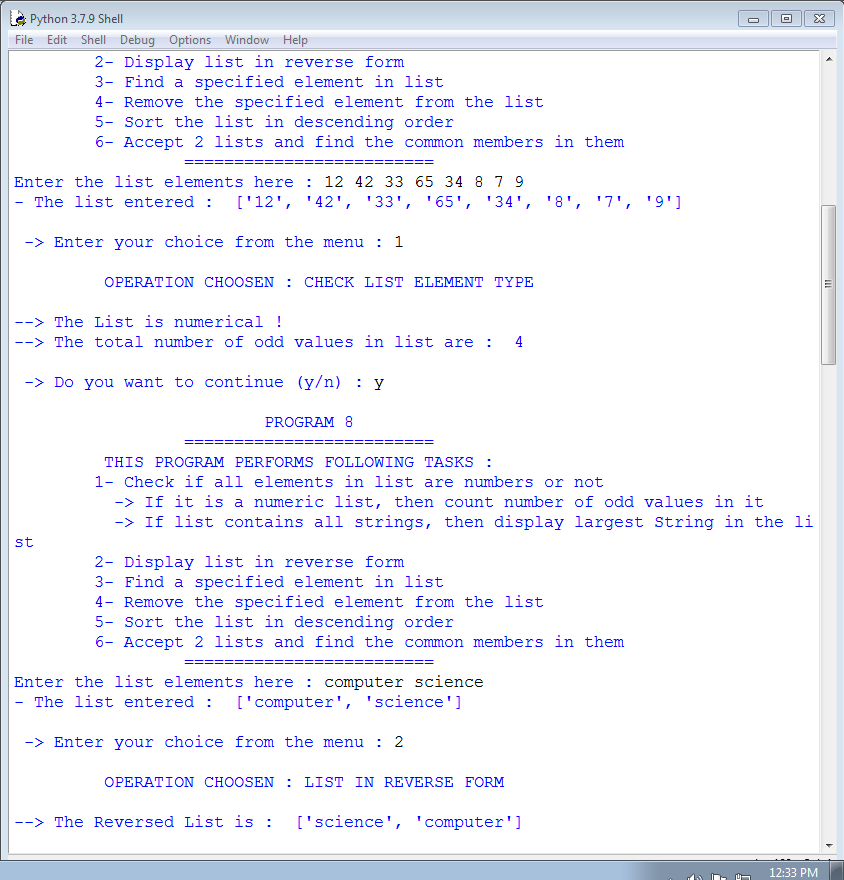 Python 3.7.9 Shell
File Edit Shell Debug Options Window Help
2- Display list in reverse form
3- Find a specified element in list
4- Remove the specified element from the list
5- Sort the list in descending order
6- Accept 2 lists and find the common members in them
=========================
Enter the list elements here : 12 42 33 65 34 8 7 9
- The list entered :  ['12', '42', '33', '65', '34', '8', '7', '9']
-> Enter your choice from the menu : 1
OPERATION CHOOSEN : CHECK LIST ELEMENT TYPE
--> The List is numerical !
--> The total number of odd values in list are :  4
-> Do you want to continue (y/n) : y
PROGRAM 8
=========================
THIS PROGRAM PERFORMS FOLLOWING TASKS :
1- Check if all elements in list are numbers or not
-> If it is a numeric list, then count number of odd values in it
-> If list contains all strings, then display largest String in the li
st
2- Display list in reverse form
3- Find a specified element in list
4- Remove the specified element from the list
5- Sort the list in descending order
6- Accept 2 lists and find the common members in them
=========================
Enter the list elements here : computer science
- The list entered :  ['computer', 'science']
-> Enter your choice from the menu : 2
OPERATION CHOOSEN : LIST IN REVERSE FORM
--> The Reversed List is :  ['science', 'computer']
12:33 PM